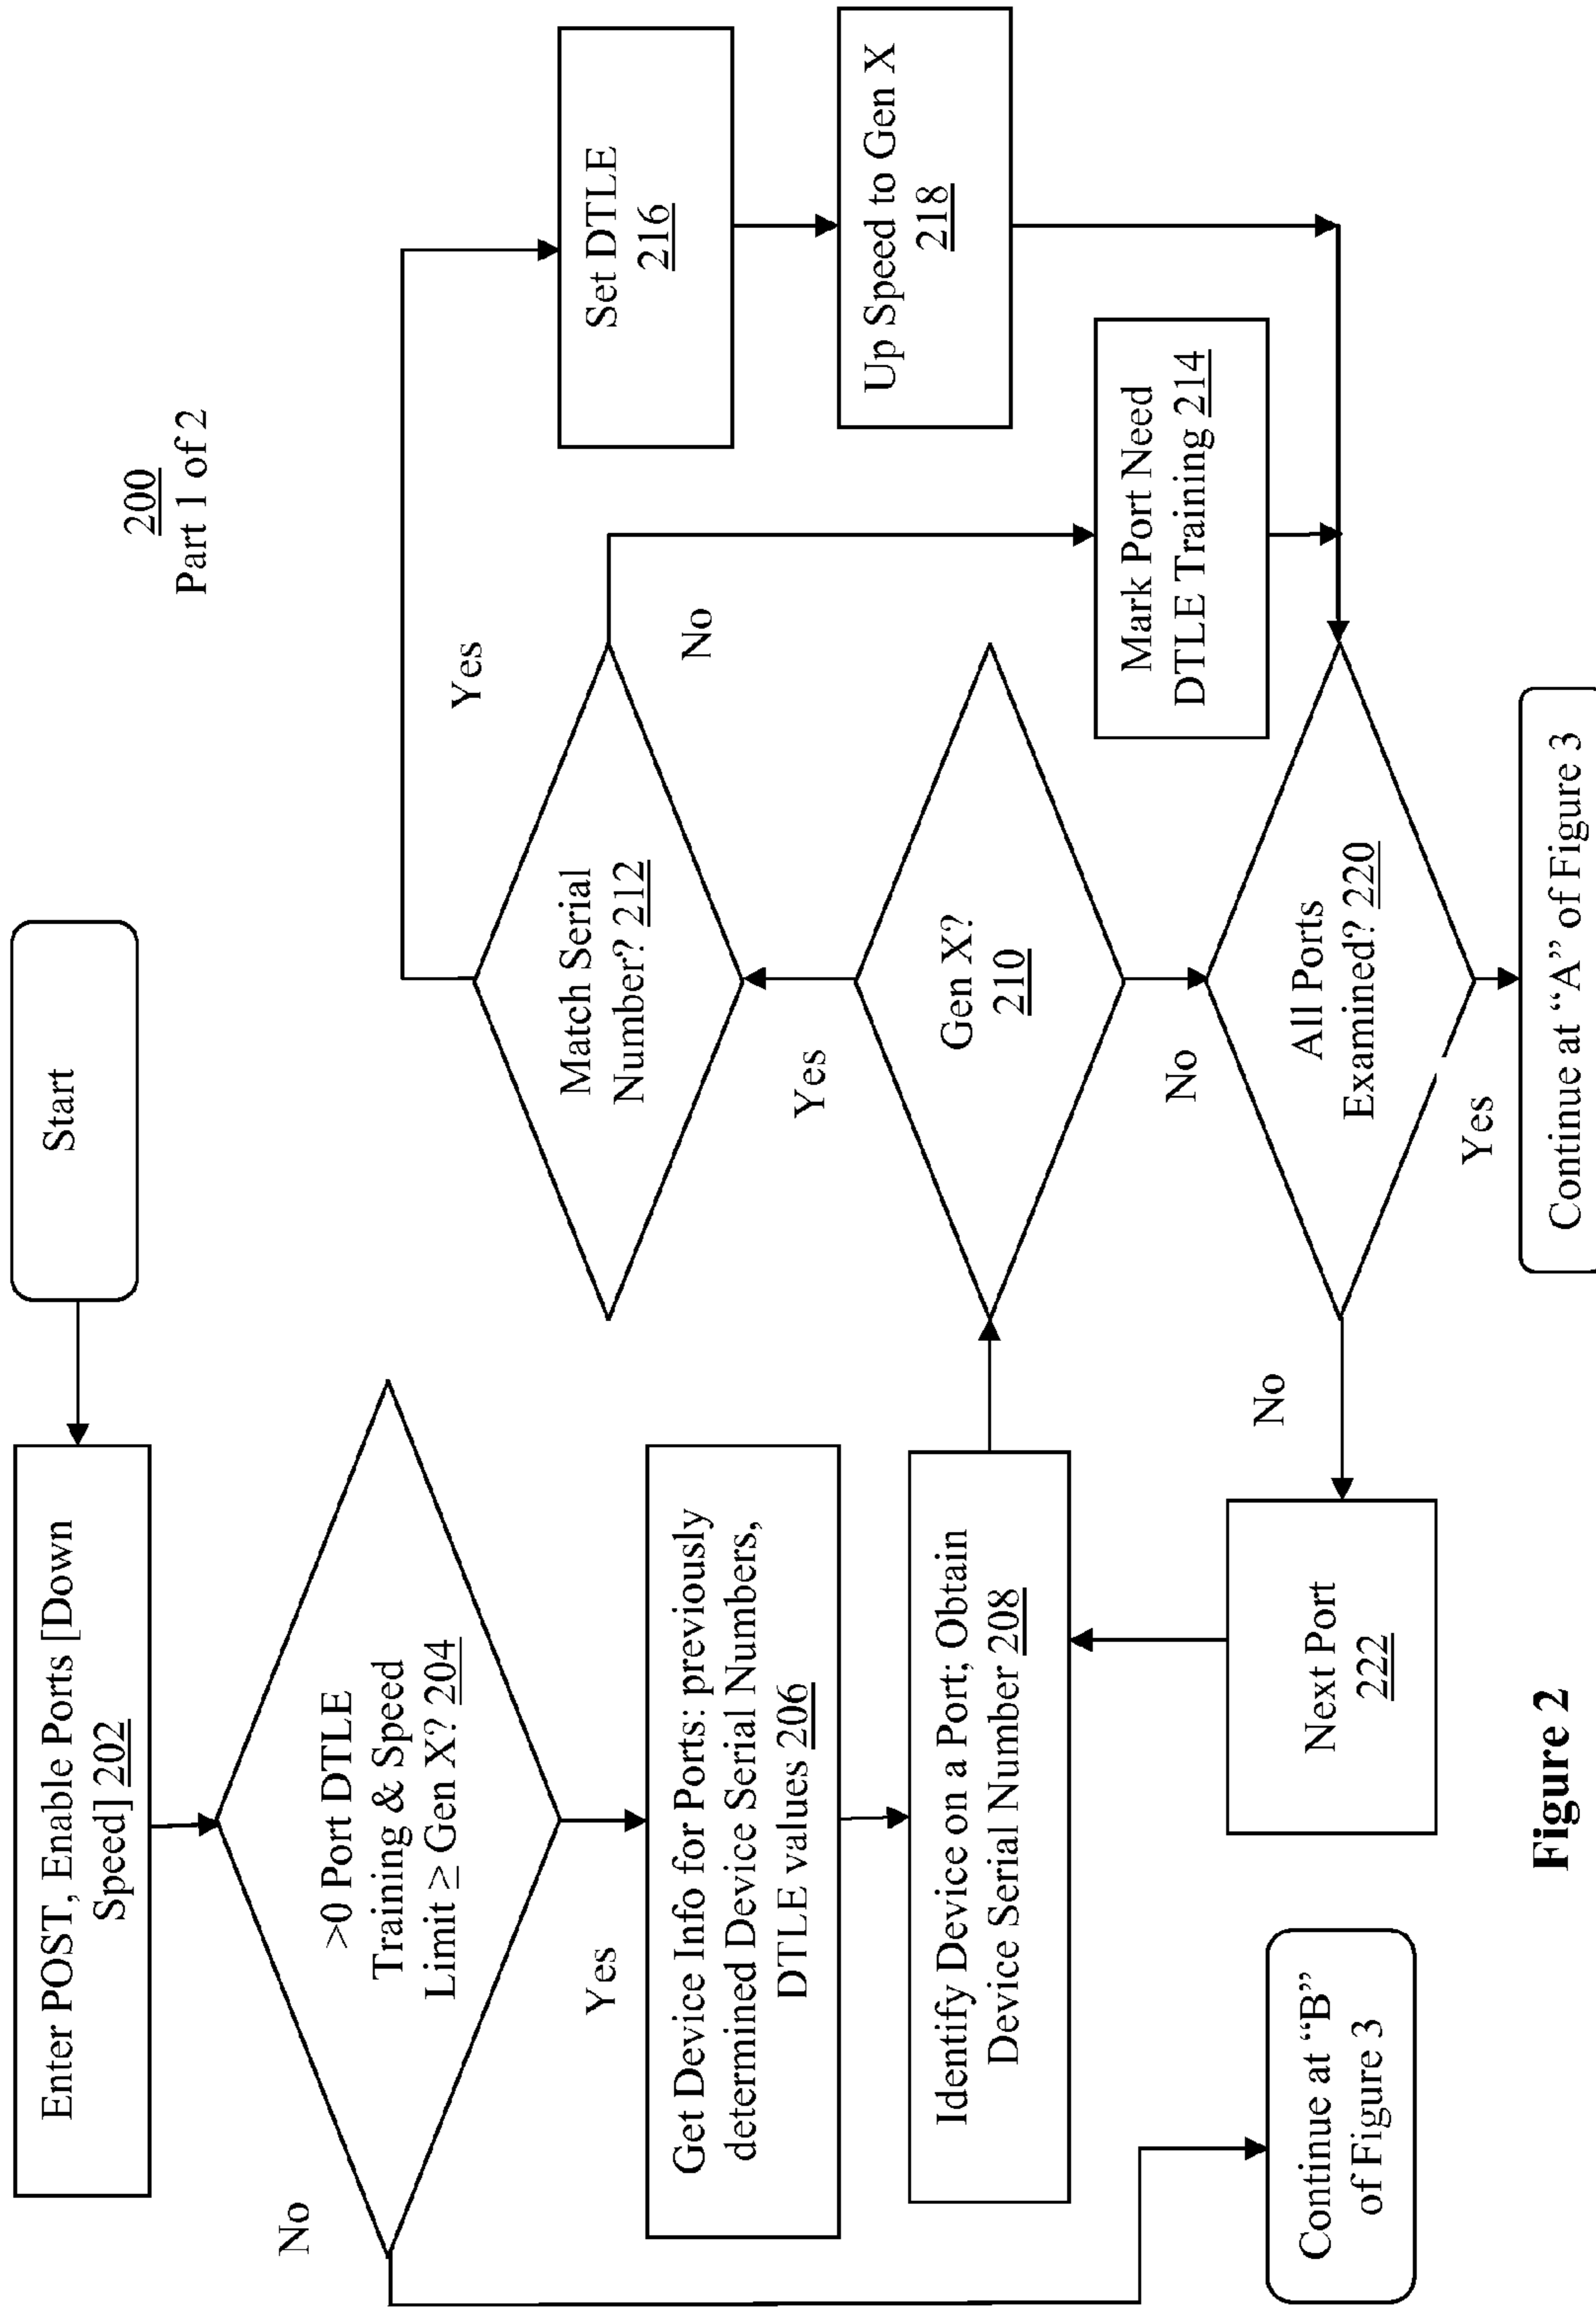 200
Part 1 of 2
Start
Enter POST, Enable Ports [Down
Speed] 202
>0 Port DTLE
Training & Speed
Limit ≥ Gen X? 204
No
Yes
Get Device Info for Ports: previously
determined Device Serial Numbers,
DTLE values 206
Identify Device on a Port; Obtain
Device Serial Number 208
Gen X?
210
Yes
No
Match Serial
Number? 212
Yes
No
Set DTLE
216
Up Speed to Gen X
218
Mark Port Need
DTLE Training 214
All Ports
Examined? 220
No
Yes
Next Port
222
Continue at “B”
of Figure 3
Continue at “A” of Figure 3
Figure 2